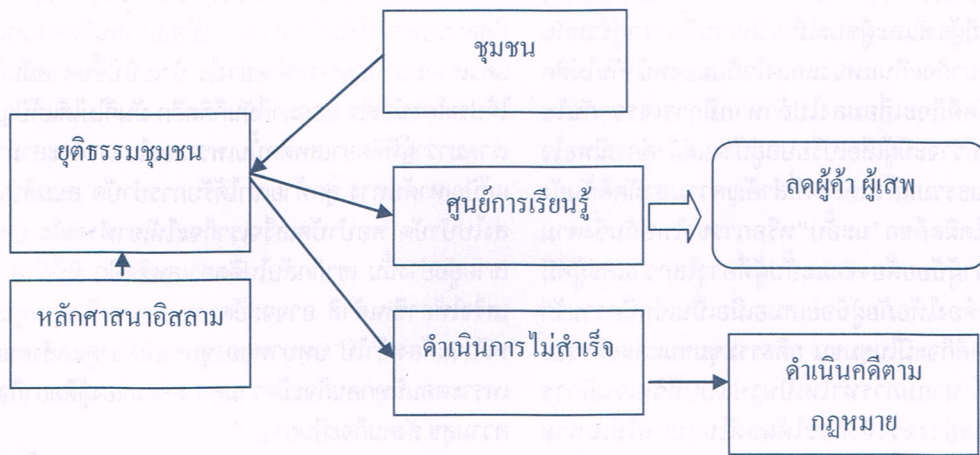 ชุมชน
ยุติธรรมชุมชน
ศูนย์การเรียนรู้
ลดผู้ค้า ผู้เสพ
หลักศาสนาอิสลาม
ดำเนินการไม่สำเร็จ
ดำเนินคดีตาม
กฎหมาย